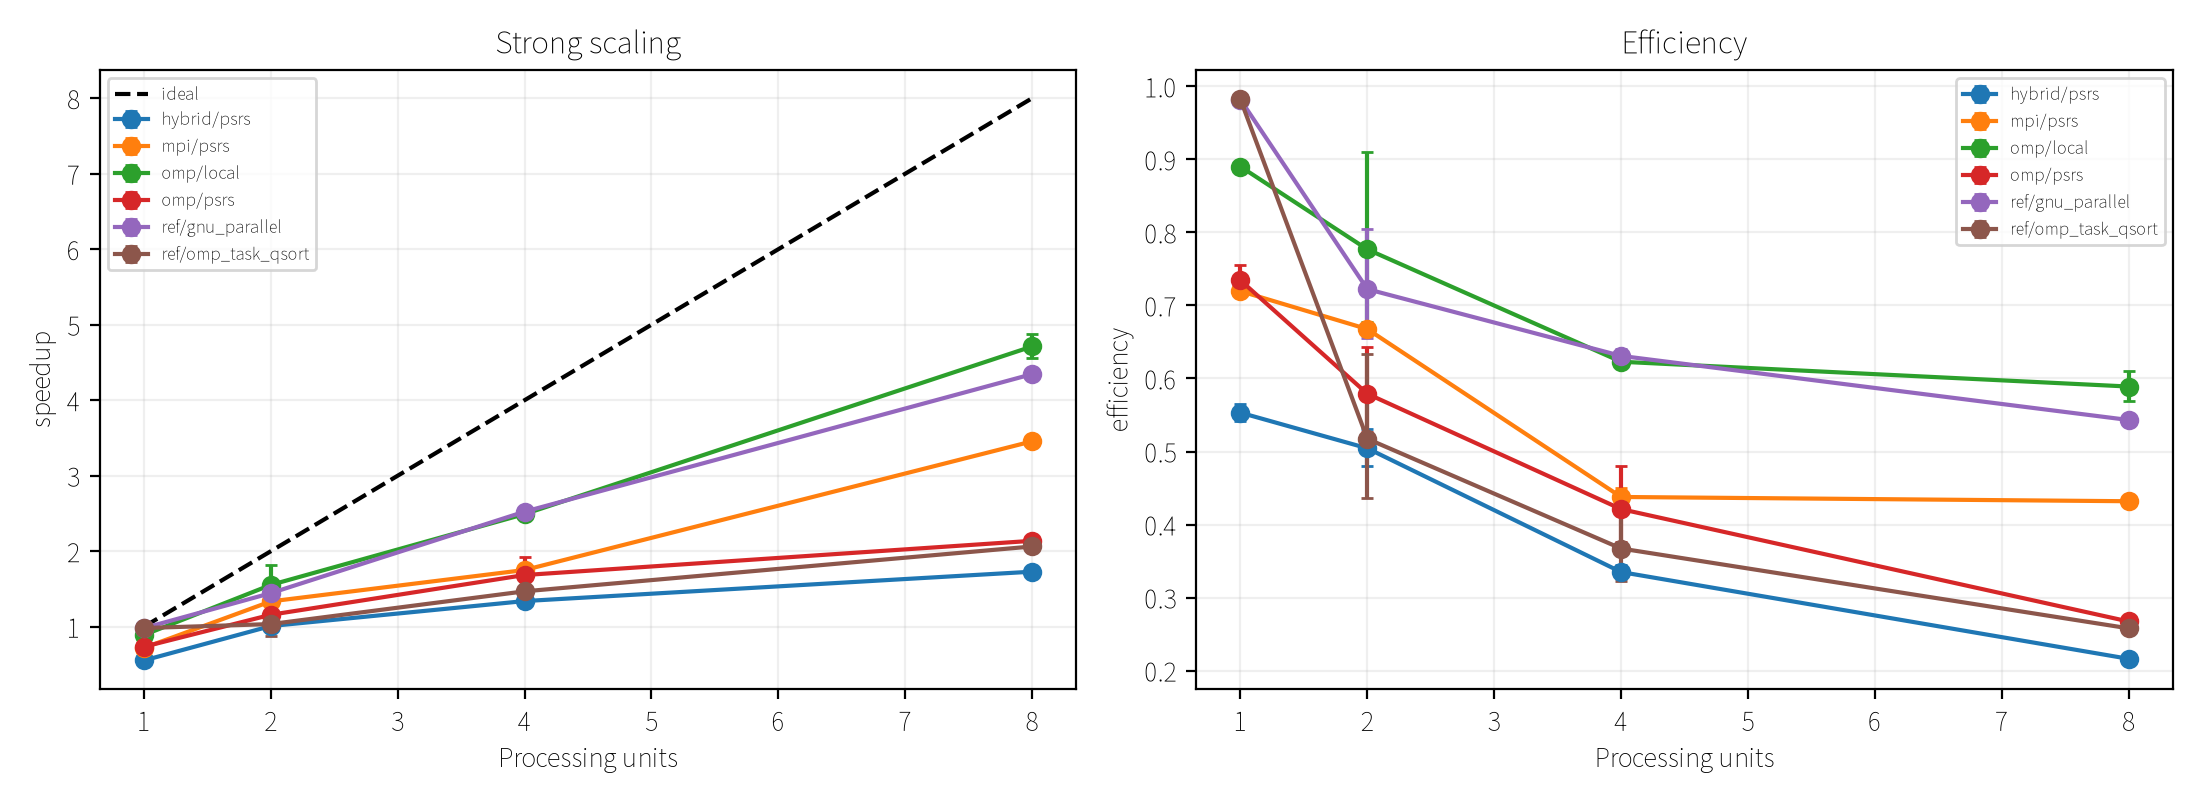 Strong scaling
speedup
8
7
6
5
4
3
2
1
ideal
hybrid/psrs
mpi/psrs
omp/local
omp/psrs
ref/gnu_parallel
ref/omp_task_qsort
1 2 3 4 5 6 7 8
Processing units
Efficiency
efficiency
1.0
0.9
0.8
0.7
0.6
0.5
0.4
0.3
0.2
hybrid/psrs
mpi/psrs
omp/local
omp/psrs
ref/gnu_parallel
ref/omp_task_qsort
1 2 3 4 5 6 7 8
Processing units